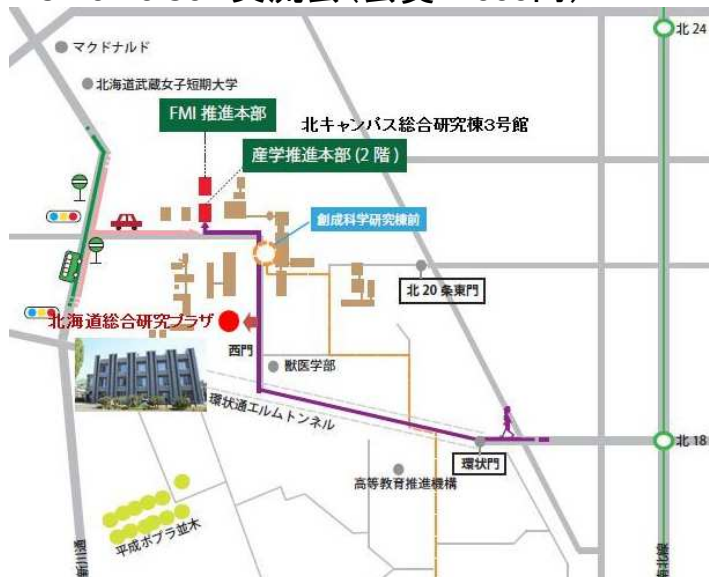 マクドナルド
北24
北海道武蔵女子短期大学
FMI 推進本部
北キャンパス総合研究棟3号館
産学推進本部 (2 階)
創成科学研究棟前
北 20 条東門
北海道総合研究プラザ
西門
獣医学部
環状通エルムトンネル
北 18
環状門
高等教育推進機構
平成ポプラ並木